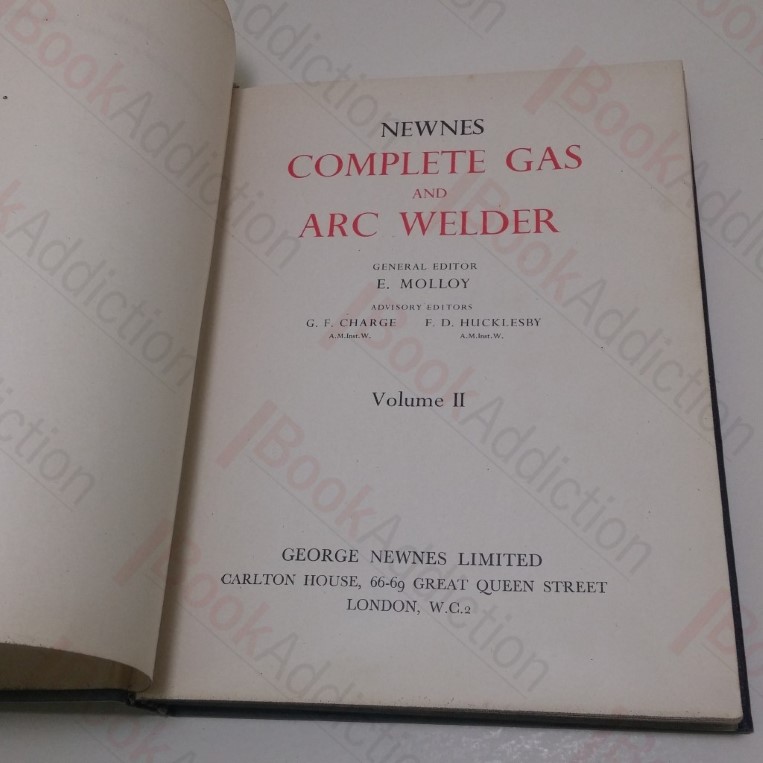 NEWNES
COMPLETE GAS
AND
ARC WELDER
GENERAL EDITOR
E. MOLLOY
ADVISORY EDITORS
G. F. CHARGE F. D. HUCKLESBY
A.M.Inst.W. A.M.Inst.W.
Volume II
GEORGE NEWNES LIMITED
CARLTON HOUSE, 66-69 GREAT QUEEN STREET
LONDON, W.C.2
BookAddiction